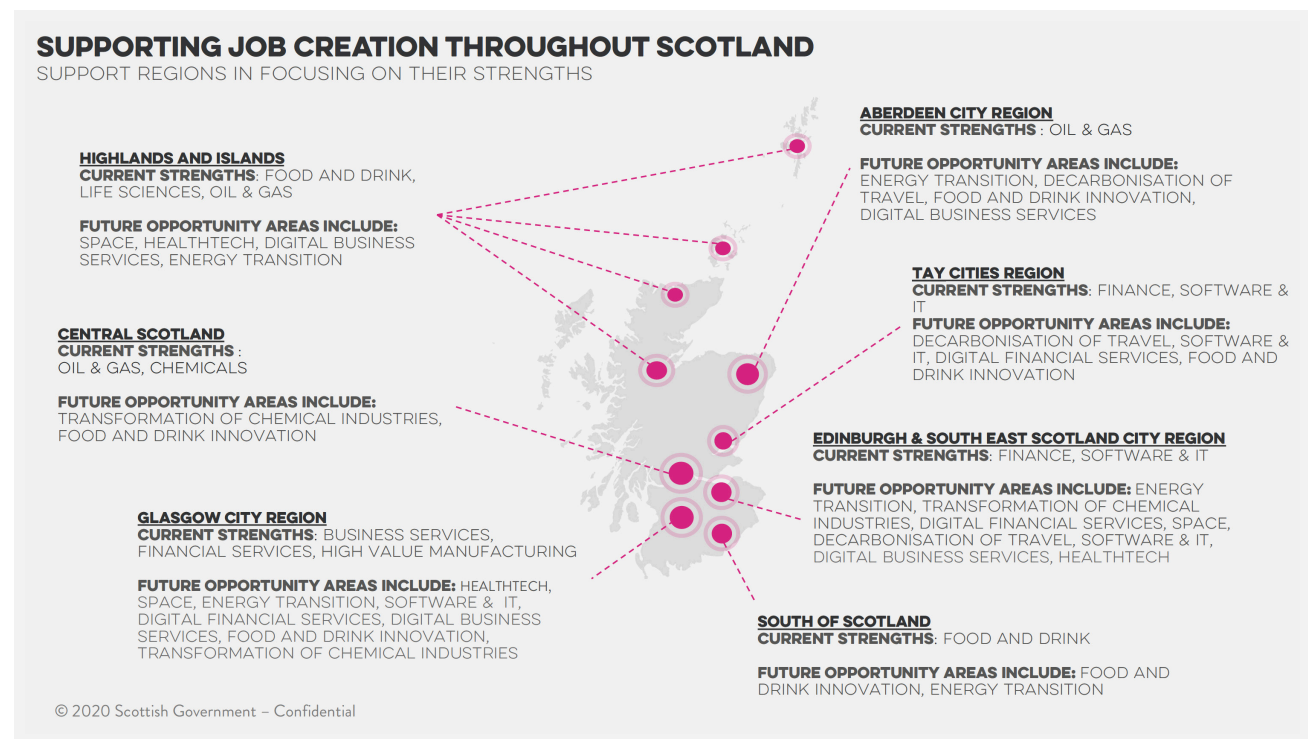 SUPPORTING JOB CREATION THROUGHOUT SCOTLAND
SUPPORT REGIONS IN FOCUSING ON THEIR STRENGTHS
HIGHLANDS AND ISLANDS
CURRENT STRENGTHS: FOOD AND DRINK,
LIFE SCIENCES, OIL & GAS
FUTURE OPPORTUNITY AREAS INCLUDE:
SPACE, HEALTHTECH, DIGITAL BUSINESS
SERVICES, ENERGY TRANSITION
CENTRAL SCOTLAND
CURRENT STRENGTHS :
OIL & GAS, CHEMICALS
FUTURE OPPORTUNITY AREAS INCLUDE:
TRANSFORMATION OF CHEMICAL INDUSTRIES,
FOOD AND DRINK INNOVATION
GLASGOW CITY REGION
CURRENT STRENGTHS: BUSINESS SERVICES,
FINANCIAL SERVICES, HIGH VALUE MANUFACTURING
FUTURE OPPORTUNITY AREAS INCLUDE: HEALTHTECH,
SPACE, ENERGY TRANSITION, SOFTWARE & IT,
DIGITAL FINANCIAL SERVICES, DIGITAL BUSINESS
SERVICES, FOOD AND DRINK INNOVATION,
TRANSFORMATION OF CHEMICAL INDUSTRIES
ABERDEEN CITY REGION
CURRENT STRENGTHS : OIL & GAS
FUTURE OPPORTUNITY AREAS INCLUDE:
ENERGY TRANSITION, DECARBONISATION OF
TRAVEL, FOOD AND DRINK INNOVATION,
DIGITAL BUSINESS SERVICES
TAY CITIES REGION
CURRENT STRENGTHS: FINANCE, SOFTWARE &
IT
FUTURE OPPORTUNITY AREAS INCLUDE:
DECARBONISATION OF TRAVEL, SOFTWARE &
IT, DIGITAL FINANCIAL SERVICES, FOOD AND
DRINK INNOVATION
EDINBURGH & SOUTH EAST SCOTLAND CITY REGION
CURRENT STRENGTHS: FINANCE, SOFTWARE & IT
FUTURE OPPORTUNITY AREAS INCLUDE: ENERGY
TRANSITION, TRANSFORMATION OF CHEMICAL
INDUSTRIES, DIGITAL FINANCIAL SERVICES, SPACE,
DECARBONISATION OF TRAVEL, SOFTWARE & IT,
DIGITAL BUSINESS SERVICES, HEALTHTECH
SOUTH OF SCOTLAND
CURRENT STRENGTHS: FOOD AND DRINK
FUTURE OPPORTUNITY AREAS INCLUDE: FOOD AND
DRINK INNOVATION, ENERGY TRANSITION
© 2020 Scottish Government – Confidential